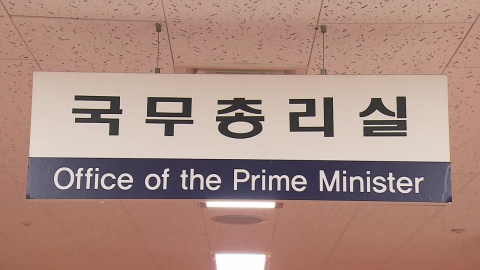 국무총리실
Office of the Prime Minister